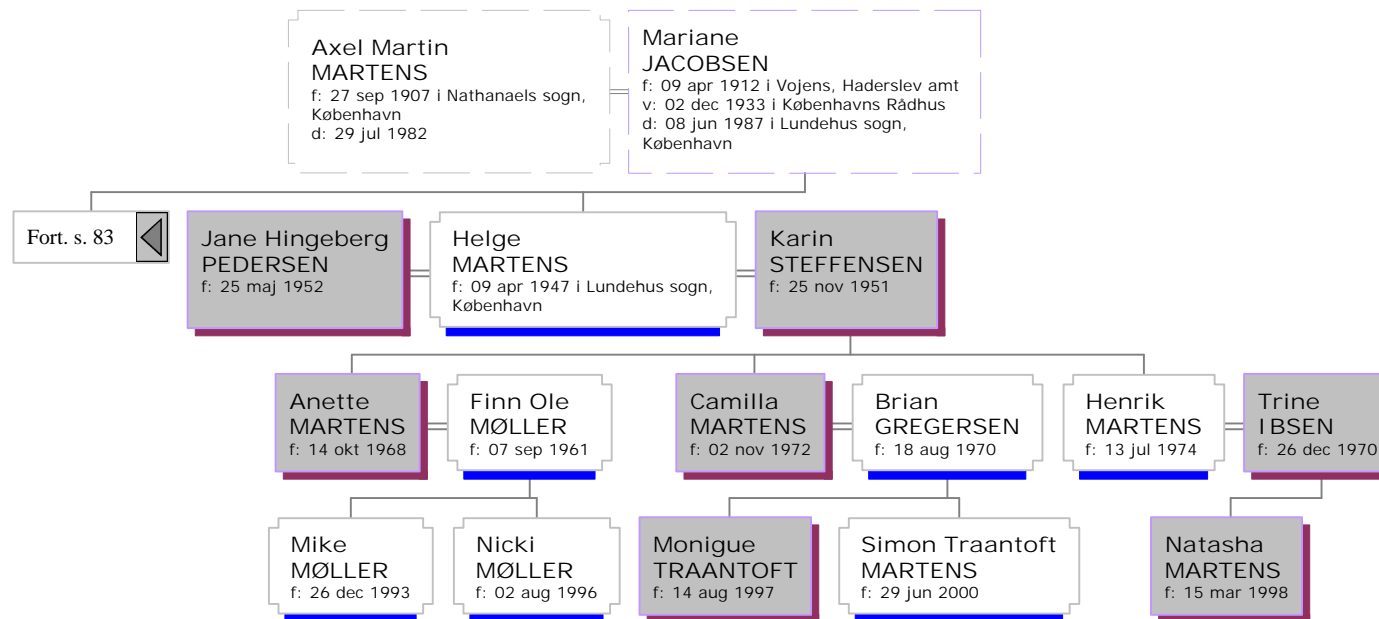 Axel Martin
MARTENS
f: 27 sep 1907 i Nathanaels sogn,
København
d: 29 jul 1982
Mariane
JACOBSEN
f: 09 apr 1912 i Vojens, Haderslev amt
v: 02 dec 1933 i Københavns Rådhus
d: 08 jun 1987 i Lundehus sogn,
København
Fort. s. 83
Jane Hingeberg
PEDERSEN
f: 25 maj 1952
Helge
MARTENS
f: 09 apr 1947 i Lundehus sogn,
København
Karin
STEFFENSEN
f: 25 nov 1951
Anette
MARTENS
f: 14 okt 1968
Finn Ole
MØLLER
f: 07 sep 1961
Camilla
MARTENS
f: 02 nov 1972
Brian
GREGERSEN
f: 18 aug 1970
Henrik
MARTENS
f: 13 jul 1974
Trine
IBSEN
f: 26 dec 1970
Mike
MØLLER
f: 26 dec 1993
Nicki
MØLLER
f: 02 aug 1996
Monigue
TRAANTOFT
f: 14 aug 1997
Simon Traantoft
MARTENS
f: 29 jun 2000
Natasha
MARTENS
f: 15 mar 1998